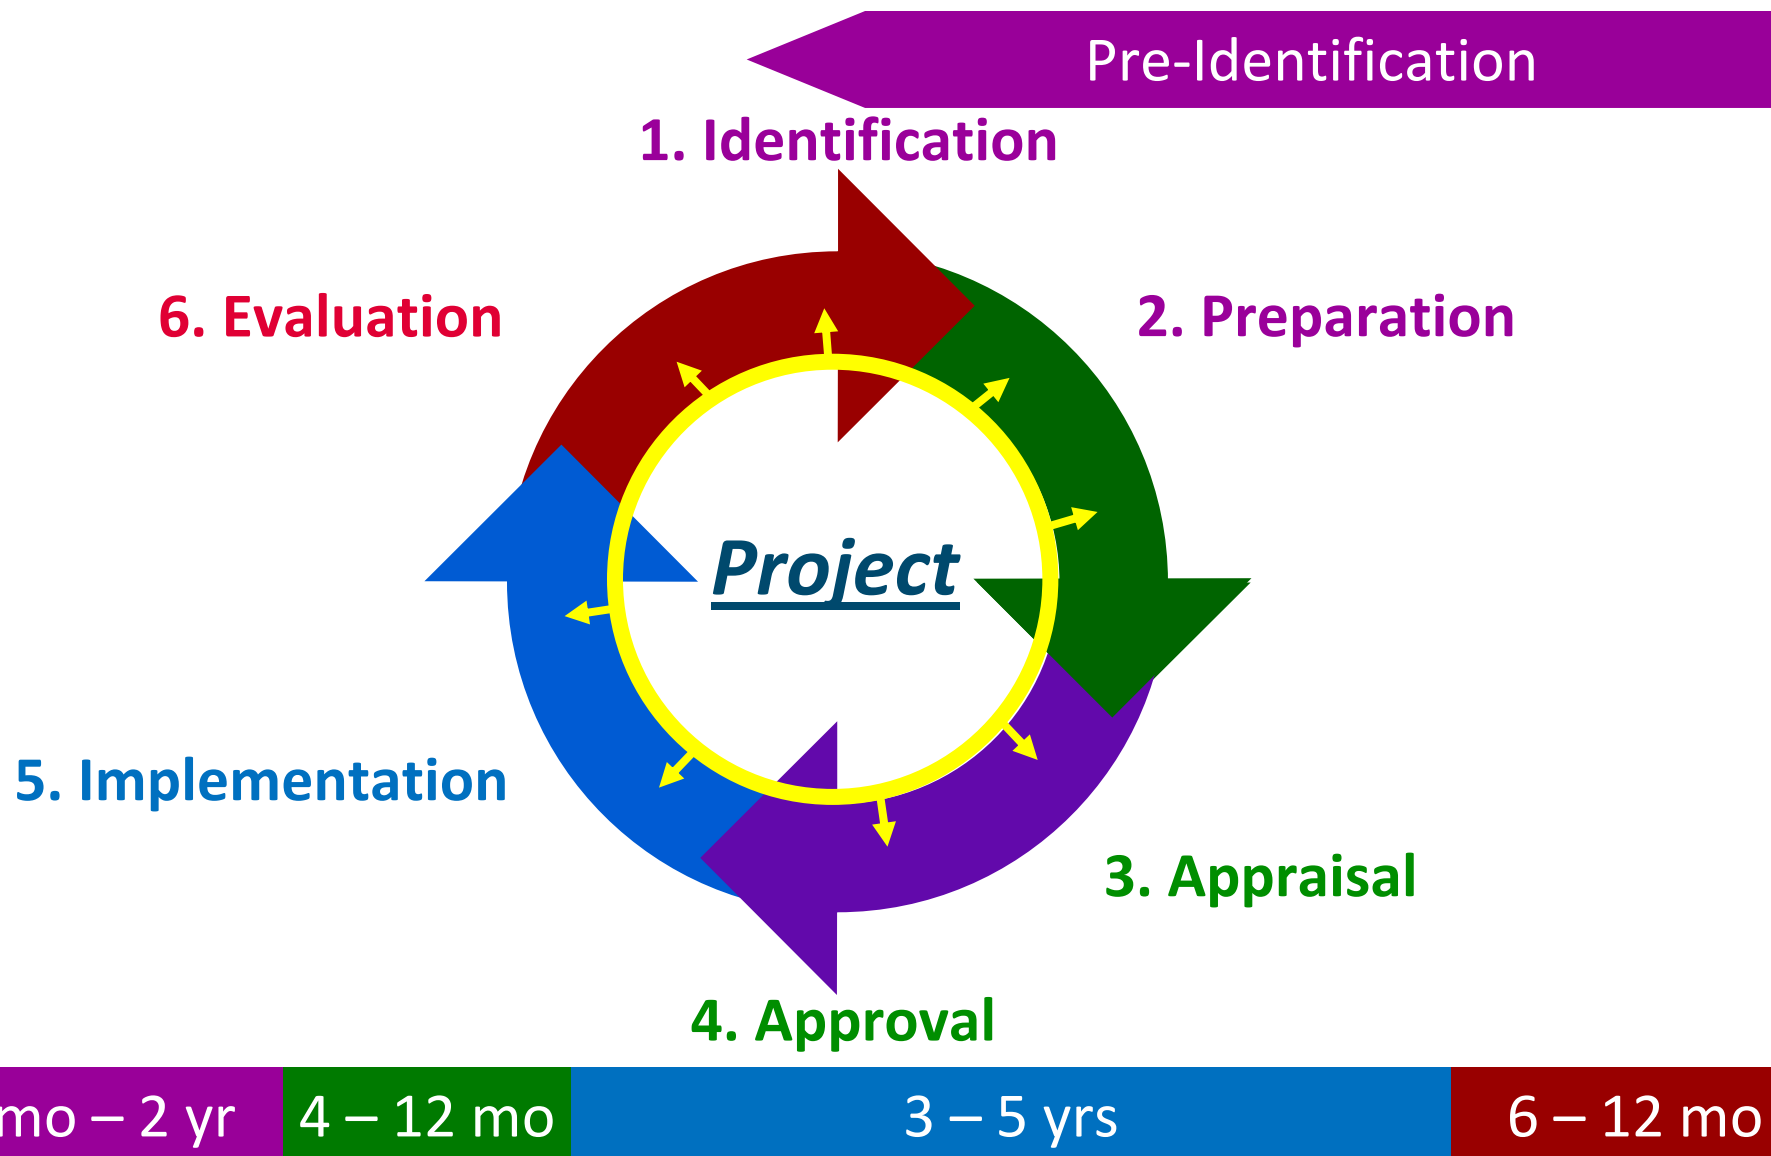 Pre-Identification
1. Identification
6. Evaluation
2. Preparation
Project
5. Implementation
3. Appraisal
4. Approval
mo – 2 yr
4 – 12 mo
3 – 5 yrs
6 – 12 mo